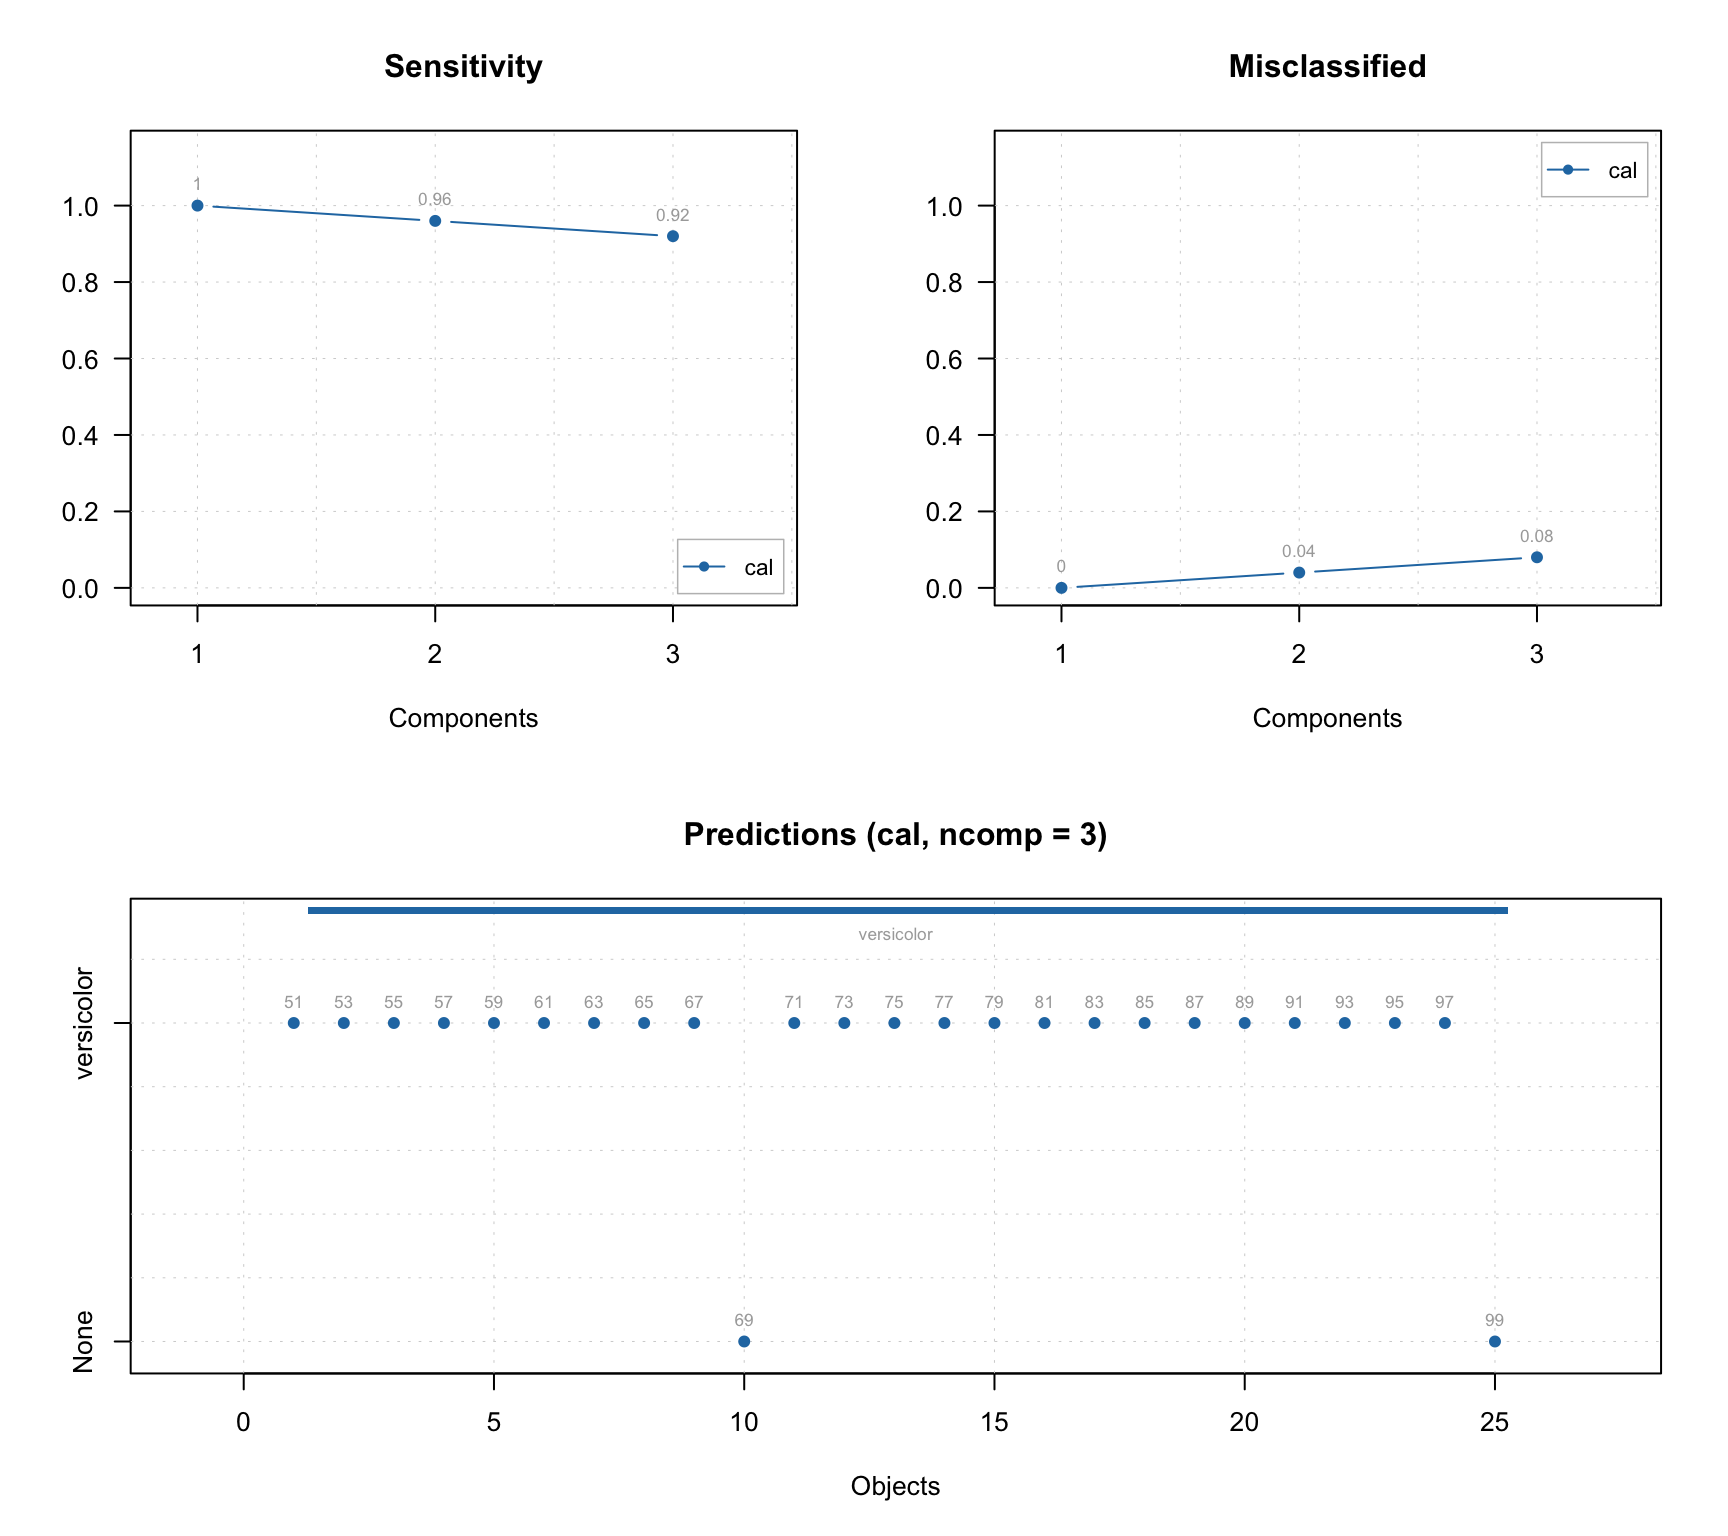 Sensitivity
1
0.96
0.92
1.0
0.8
0.6
0.4
0.2
0.0
cal
1 2 3
Components
Misclassified
cal
1.0
0.8
0.6
0.4
0.2
0.0
0
0.04
0.08
1 2 3
Components
Predictions (cal, ncomp = 3)
versicolor
versicolor
51 53 55 57 59 61 63 65 67 71 73 75 77 79 81 83 85 87 89 91 93 95 97
None
69 99
0 5 10 15 20 25
Objects